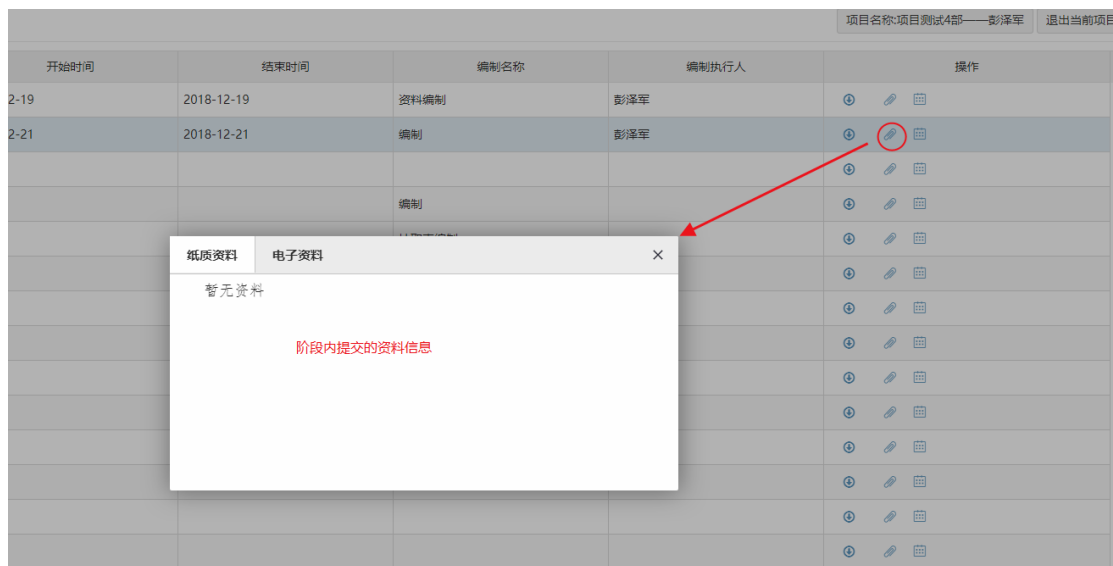 项目名称:项目测试4部——彭泽军 退出当前项目
开始时间 结束时间 编制名称 编制执行人 操作
2-19 2018-12-19 资料编制 彭泽军
2-21 2018-12-21 编制 彭泽军
编制
纸质资料 电子资料 ×
暂无资料
阶段内提交的资料信息